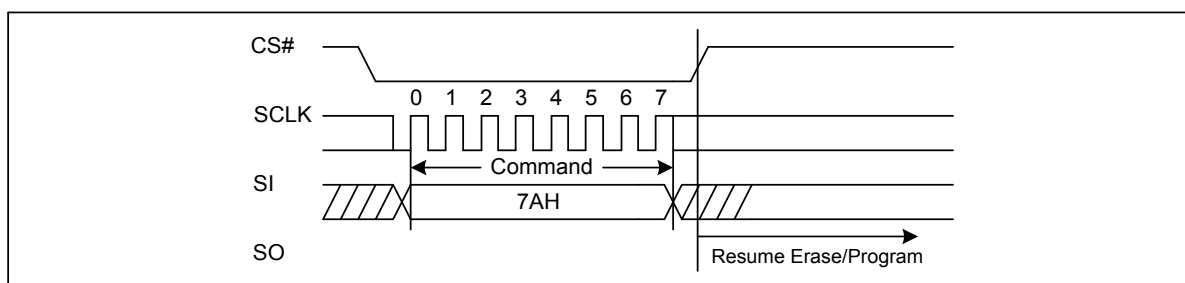 CS#
0 1 2 3 4 5 6 7
SCLK
Command
SI
7AH
SO
Resume Erase/Program